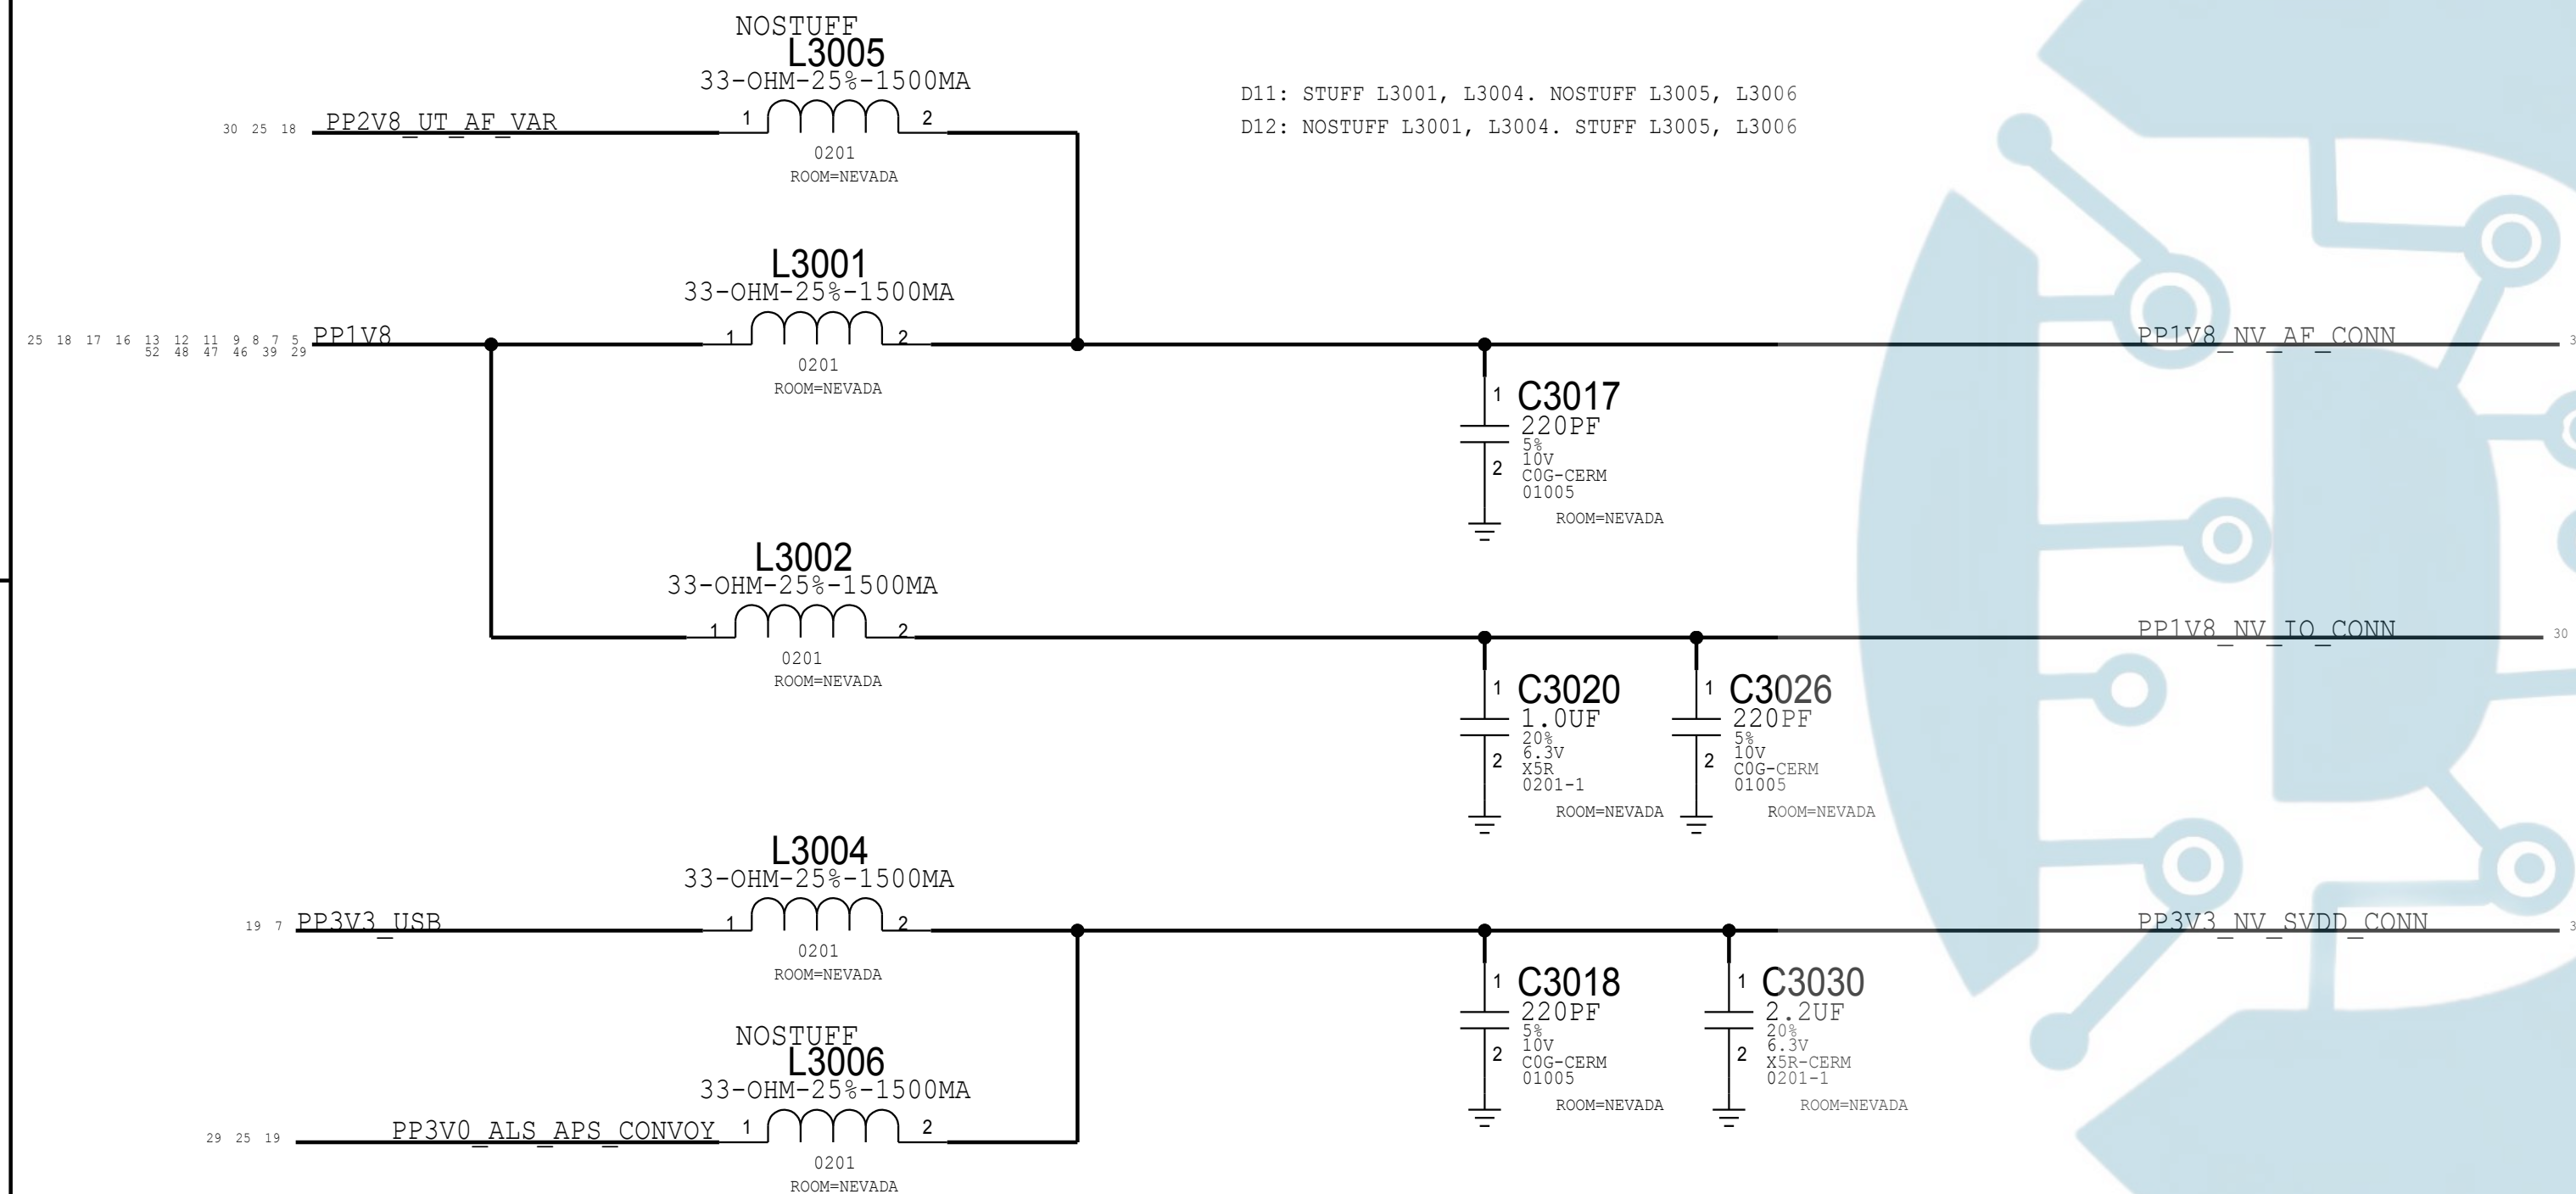 NOSTUFF
L3005
33-OHM-25%-1500MA
D11: STUFF L3001, L3004. NOSTUFF L3005, L3006
30 25 18 PP2V8_UT_AF_VAR 1 2
D12: NOSTUFF L3001, L3004. STUFF L3005, L3006
0201
ROOM=NEVADA
L3001
33-OHM-25%-1500MA
25 18 17 16 13 12 11 9 8 7 5 PP1V8 1 2 PP1V8_NV_AF_CONN
52 48 47 46 39 29
0201
ROOM=NEVADA
1 C3017
220PF
5%
10V
2 C0G-CERM
01005
ROOM=NEVADA
L3002
33-OHM-25%-1500MA
1 2 PP1V8_NV_IO_CONN 30
0201
ROOM=NEVADA
1 C3020
1.0UF
20%
6.3V
2 X5R
0201-1
ROOM=NEVADA
1 C3026
220PF
5%
10V
2 C0G-CERM
01005
ROOM=NEVADA
L3004
33-OHM-25%-1500MA
19 7 PP3V3_USB 1 2 PP3V3_NV_SVDD_CONN
0201
ROOM=NEVADA
1 C3018
220PF
5%
10V
2 C0G-CERM
01005
ROOM=NEVADA
1 C3030
2.2UF
20%
6.3V
2 X5R-CERM
0201-1
ROOM=NEVADA
NOSTUFF
L3006
33-OHM-25%-1500MA
29 25 19 PP3V0_ALS_APS_CONVOY 1 2
0201
ROOM=NEVADA